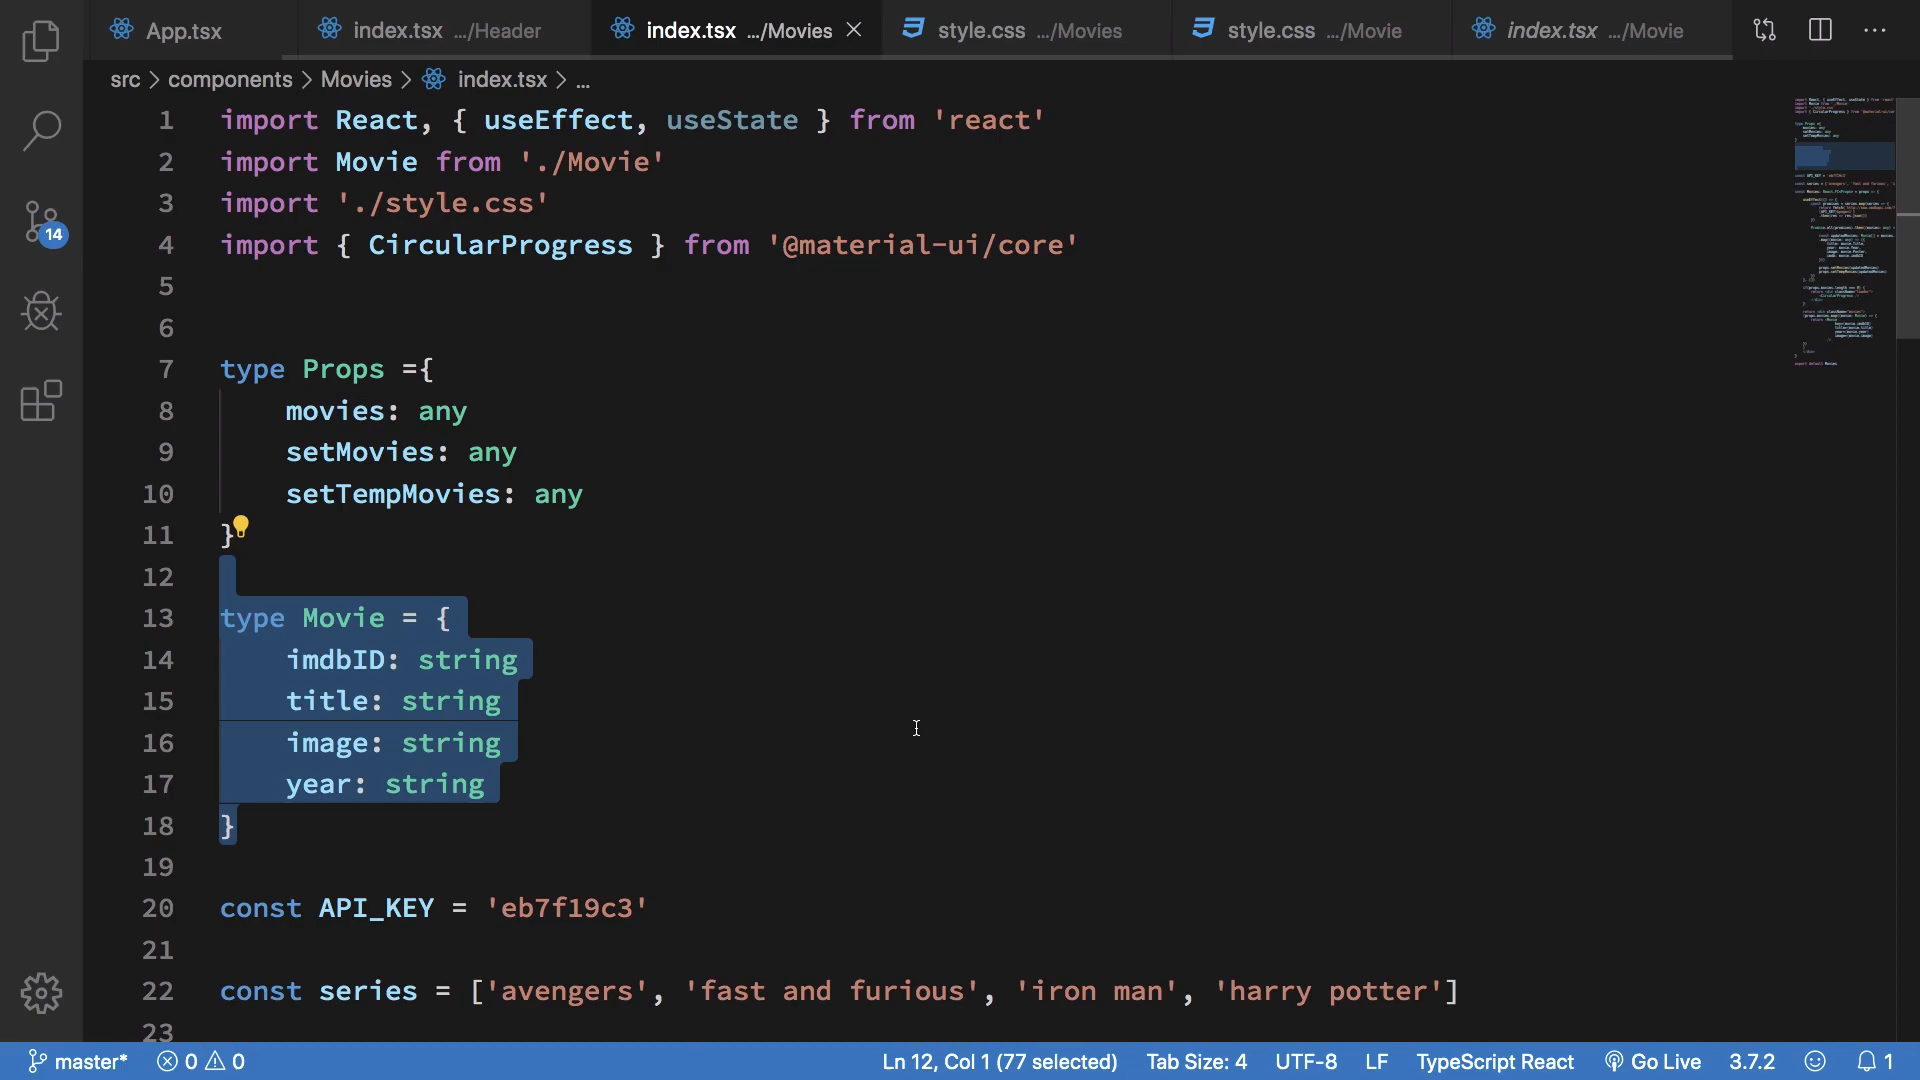 App.tsx
index.tsx .../Header
index.tsx .../Movies
style.css .../Movies
style.css .../Movie
index.tsx .../Movie
src > components > Movies > index.tsx > ...
1 import React, { useEffect, useState } from 'react'
2 import Movie from './Movie'
3 import './style.css'
4 import { CircularProgress } from '@material-ui/core'
5
6
7 type Props ={
8 movies: any
9 setMovies: any
10 setTempMovies: any
11 }
12
13 type Movie = {
14 imdbID: string
15 title: string
16 image: string
17 year: string
18 }
19
20 const API_KEY = 'eb7f19c3'
21
22 const series = ['avengers', 'fast and furious', 'iron man', 'harry potter']
23
14
master* 0 0 Ln 12, Col 1 (77 selected) Tab Size: 4 UTF-8 LF TypeScript React Go Live 3.7.2 1